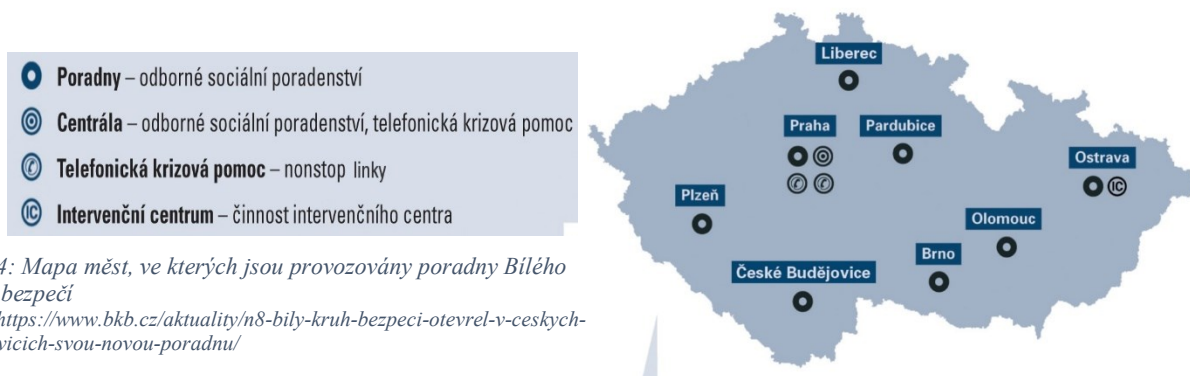 Poradny – odborné sociální poradenství
Centrála – odborné sociální poradenství, telefonická krizová pomoc
Telefonická krizová pomoc – nonstop linky
IC Intervenční centrum – činnost intervenčního centra
4: Mapa měst, ve kterých jsou provozovány poradny Bílého
bezpečí
https://www.bkb.cz/aktuality/n8-bily-kruh-bezpeci-otevrel-v-ceskych-
vicich-svou-novou-poradnu/
Liberec
Praha
Pardubice
Ostrava
IC
Plzeň
Olomouc
Brno
České Budějovice